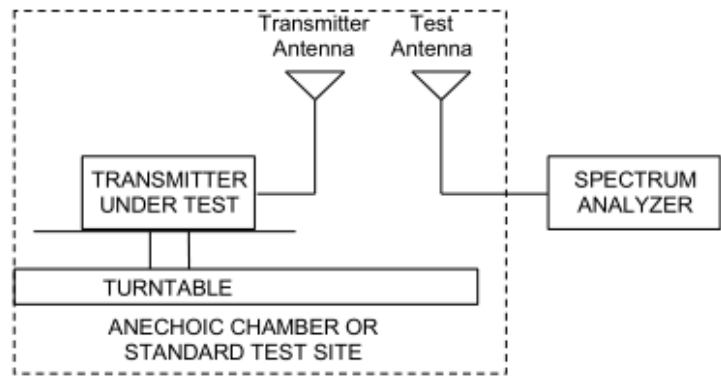 Transmitter
Antenna
Test
Antenna
TRANSMITTER
UNDER TEST
SPECTRUM
ANALYZER
TURNTABLE
ANECHOIC CHAMBER OR
STANDARD TEST SITE